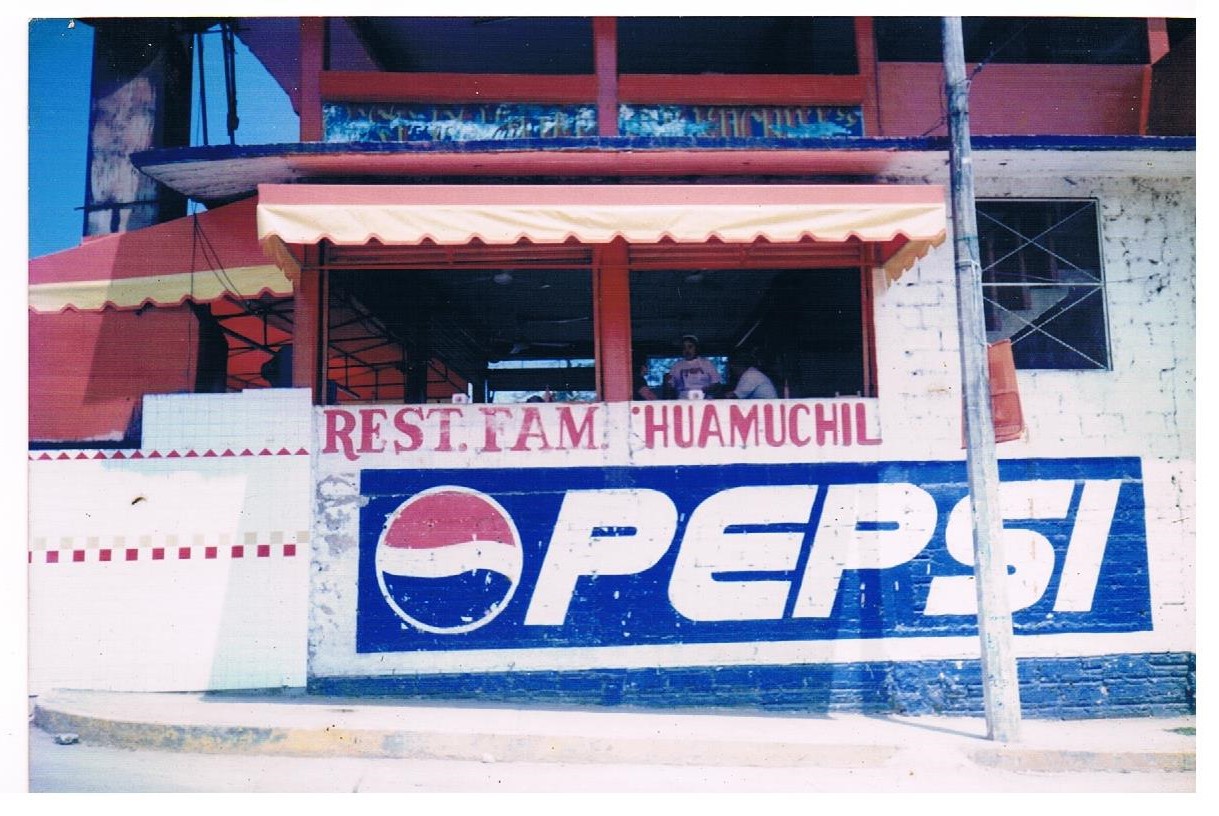 REST. FAM. "HUAMUCHIL
PEPSI